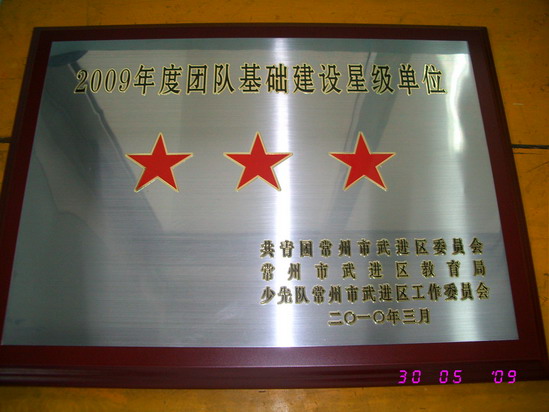 2009年度团队基础建设星级单位
共青团常州市武进区委员会
常州市武进区教育局
少先队常州市武进区工作委员会
二〇一〇年三月
30 05 '09